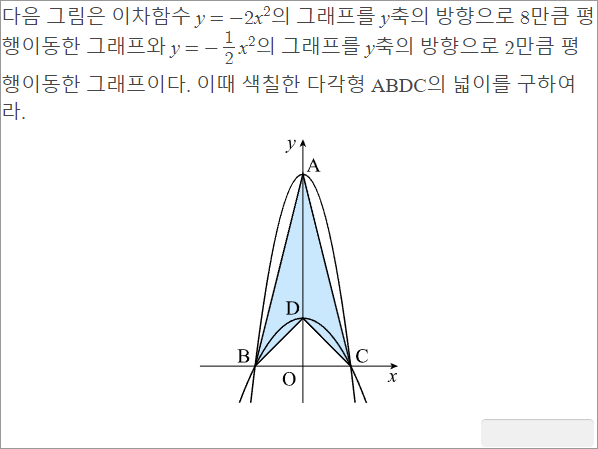 다음 그림은 이차함수 y = −2x²의 그래프를 y축의 방향으로 8만큼 평
행이동한 그래프와 y = −1/2 x²의 그래프를 y축의 방향으로 2만큼 평
행이동한 그래프이다. 이때 색칠한 다각형 ABDC의 넓이를 구하여
라.
y
A
D
B
C
O
x